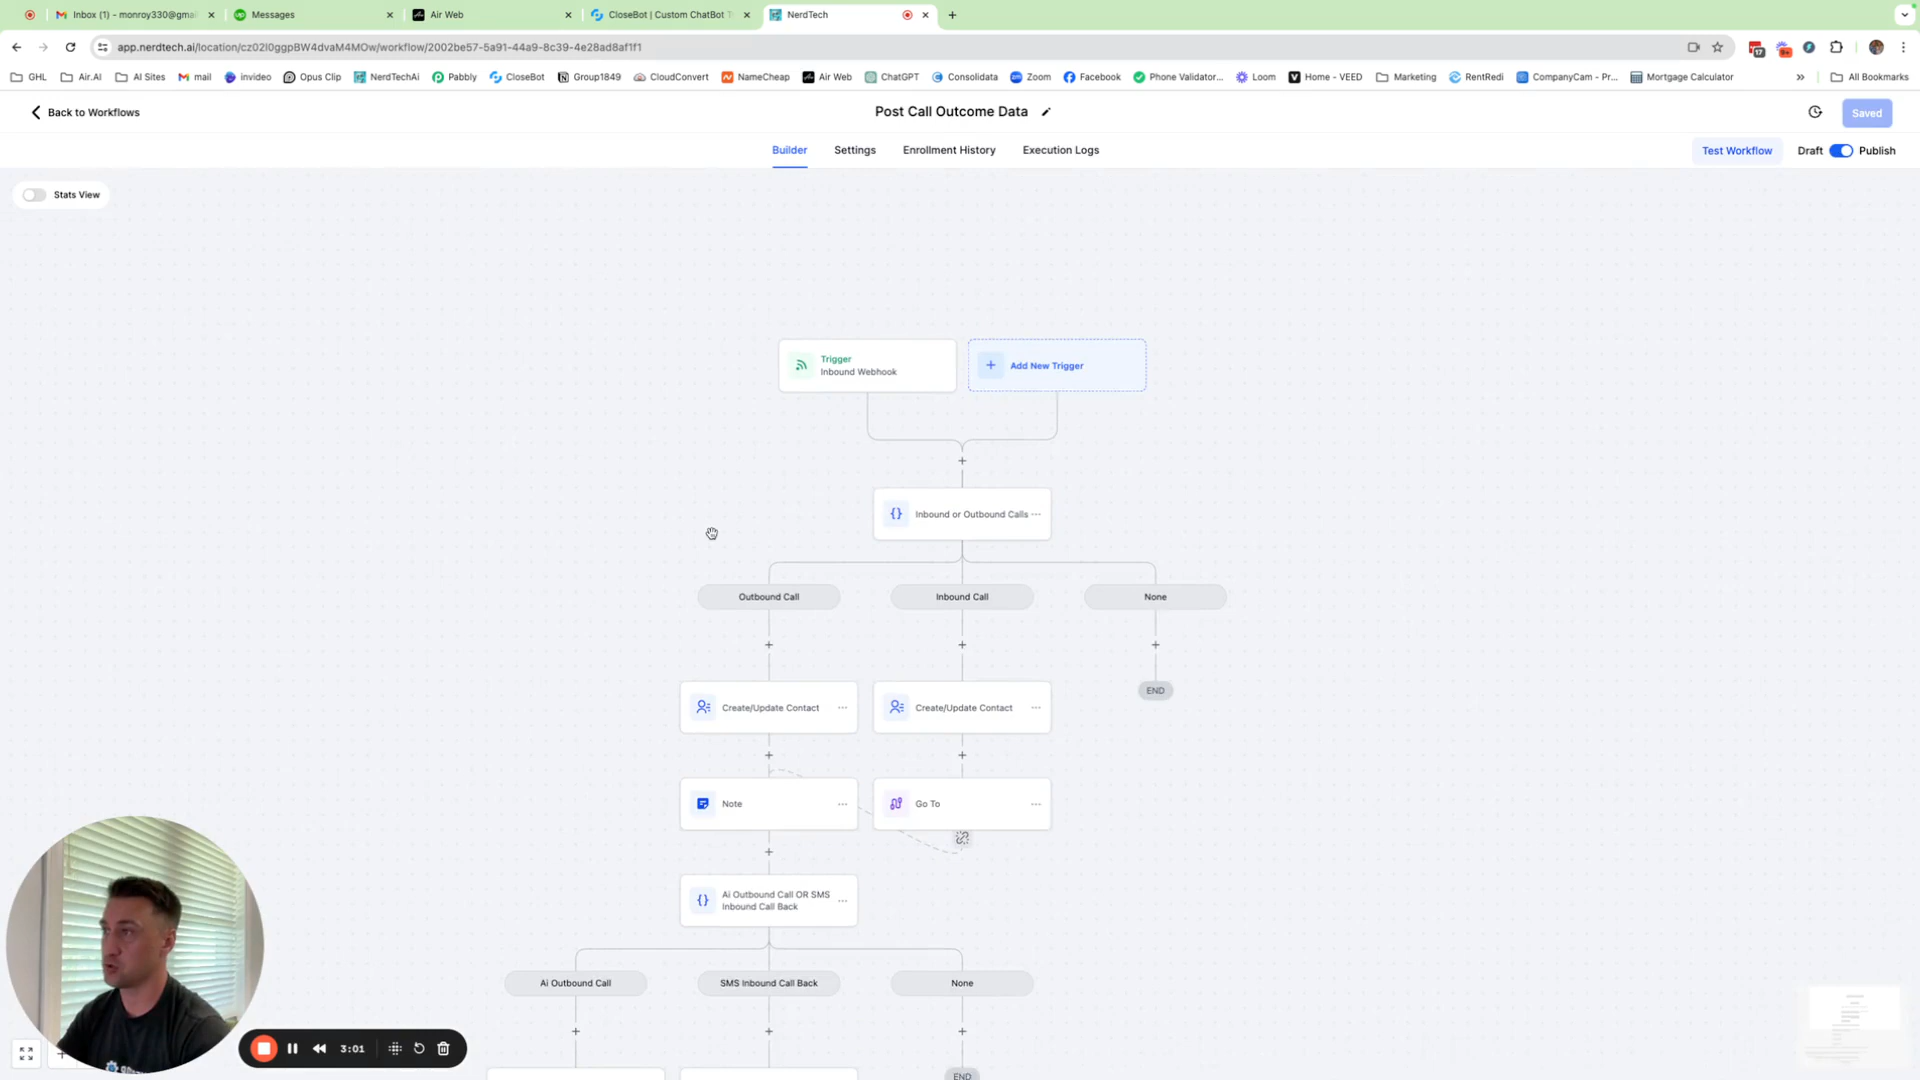 Inbox (1) - monroy330@gmai
Messages
Air Web
CloseBot | Custom ChatBot T
NerdTech
app.nerdtech.ai/location/cz02I0ggpBW4dvaM4MOw/workflow/2002be57-5a91-44a9-8c39-4e28ad8af1f1
17
9+
GHL
Air.AI
AI Sites
mail
invideo
Opus Clip
NerdTechAi
Pabbly
CloseBot
Group1849
CloudConvert
NameCheap
Air Web
ChatGPT
Consolidata
Zoom
Facebook
Phone Validator...
Loom
Home - VEED
Marketing
RentRedi
CompanyCam - Pr...
Mortgage Calculator
All Bookmarks
Back to Workflows
Post Call Outcome Data
Saved
Builder
Settings
Enrollment History
Execution Logs
Test Workflow
Draft
Publish
Stats View
Trigger
Inbound Webhook
Add New Trigger
Inbound or Outbound Calls
Outbound Call
Inbound Call
None
END
Create/Update Contact
Create/Update Contact
Note
Go To
Ai Outbound Call OR SMS
Inbound Call Back
Ai Outbound Call
SMS Inbound Call Back
None
END
3:01